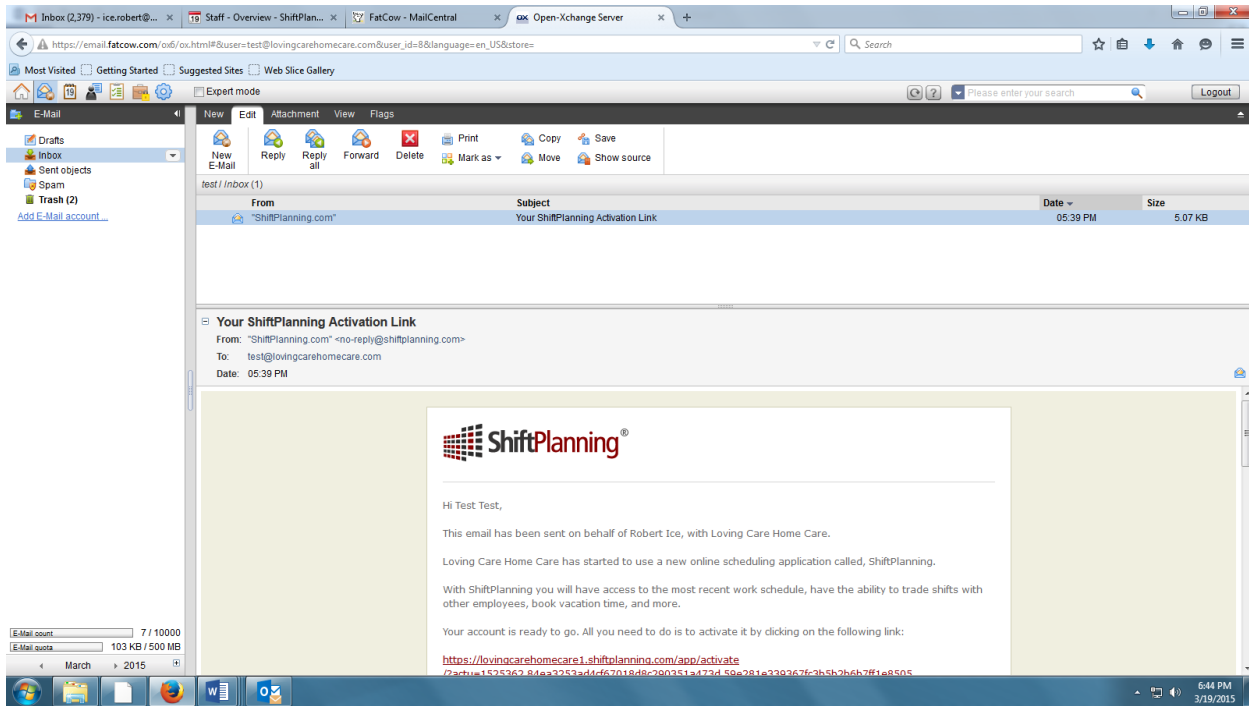 Inbox (2,379) - ice.robert@... ×
19 Staff - Overview - ShiftPlan... ×
FatCow - MailCentral ×
OX Open-Xchange Server ×
+
https://email.fatcow.com/ox6/ox.html#&user=test@lovingcarehomecare.com&user_id=8&language=en_US&store=
Search
Most Visited Getting Started Suggested Sites Web Slice Gallery
19
Expert mode
? Please enter your search
Logout
E-Mail
New Edit Attachment View Flags
Drafts
Inbox
Sent objects
Spam
Trash (2)
Add E-Mail account ...
New E-Mail
Reply
Reply all
Forward
Delete
Print
Mark as
Copy
Move
Save
Show source
test / Inbox (1)
From Subject Date Size
"ShiftPlanning.com" Your ShiftPlanning Activation Link 05:39 PM 5.07 KB
Your ShiftPlanning Activation Link
From: "ShiftPlanning.com" <no-reply@shiftplanning.com>
To: test@lovingcarehomecare.com
Date: 05:39 PM
ShiftPlanning®
Hi Test Test,
This email has been sent on behalf of Robert Ice, with Loving Care Home Care.
Loving Care Home Care has started to use a new online scheduling application called, ShiftPlanning.
With ShiftPlanning you will have access to the most recent work schedule, have the ability to trade shifts with
other employees, book vacation time, and more.
Your account is ready to go. All you need to do is to activate it by clicking on the following link:
https://lovingcarehomecare1.shiftplanning.com/app/activate
E-Mail count 7 / 10000
E-Mail quota 103 KB / 500 MB
March 2015
6:44 PM
3/19/2015